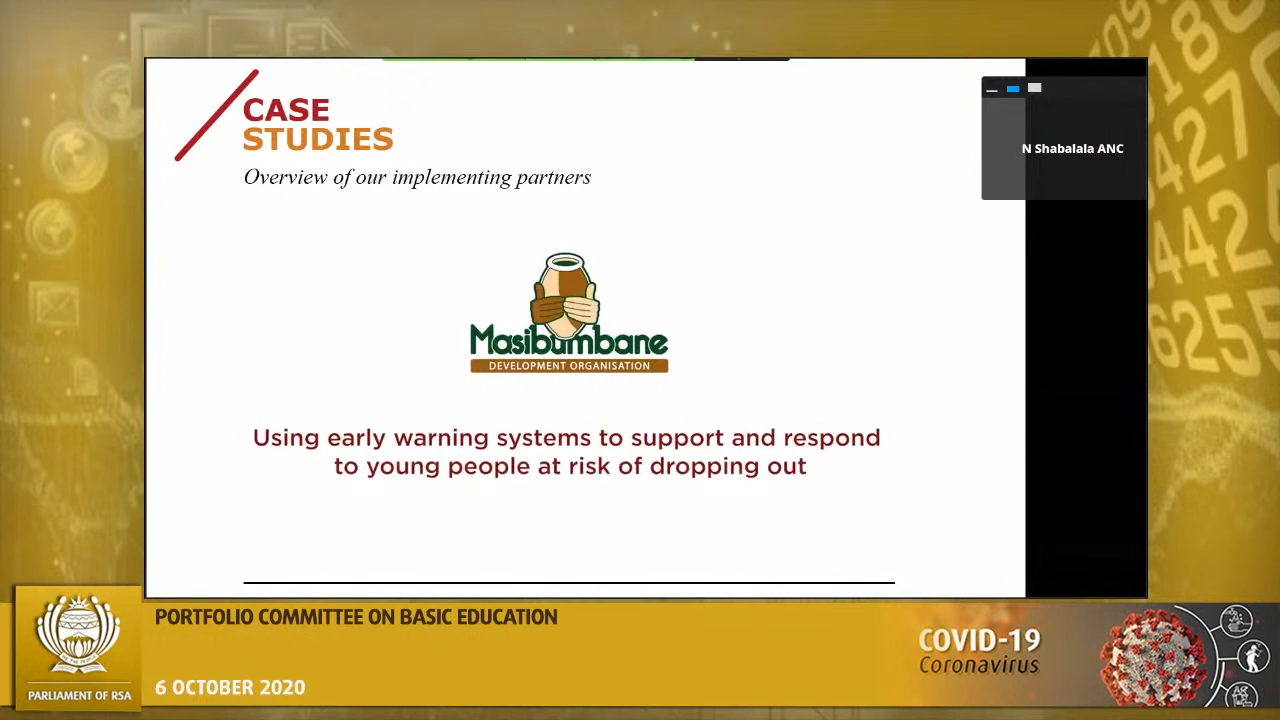 CASE
STUDIES
Overview of our implementing partners
N Shabalala ANC
Masibumbane
DEVELOPMENT ORGANISATION
Using early warning systems to support and respond
to young people at risk of dropping out
PORTFOLIO COMMITTEE ON BASIC EDUCATION
6 OCTOBER 2020
PARLIAMENT OF RSA
COVID-19
Coronavirus